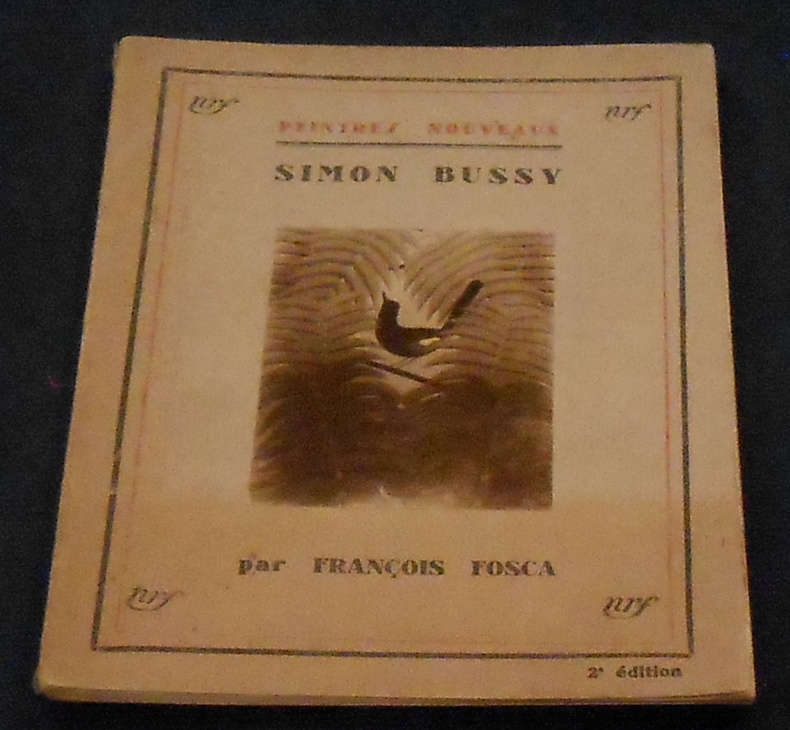 nrf nrf
PEINTRES NOUVEAUX
SIMON BUSSY
par FRANÇOIS FOSCA
nrf nrf
2e édition